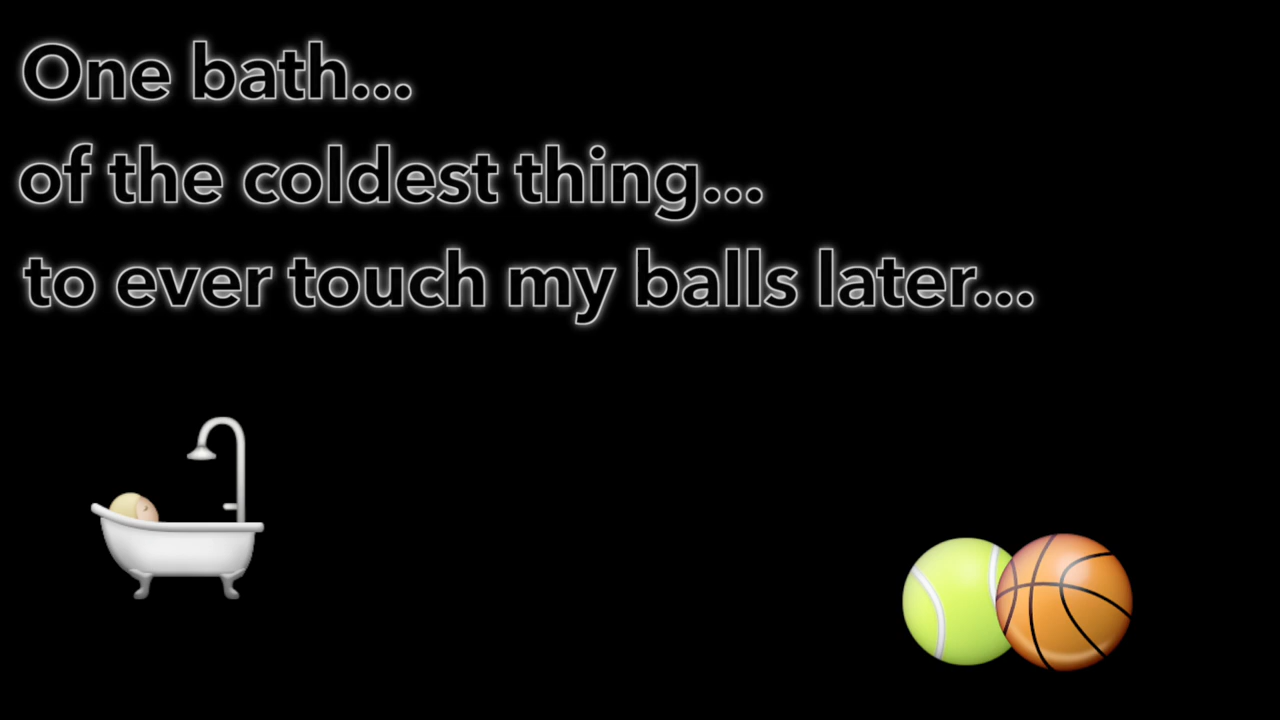 One bath...
of the coldest thing...
to ever touch my balls later...